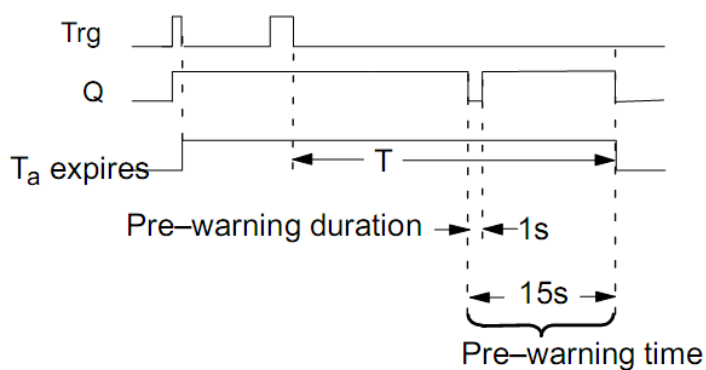 Trg
Q
Ta expires
T
Pre–warning duration
1s
15s
Pre–warning time